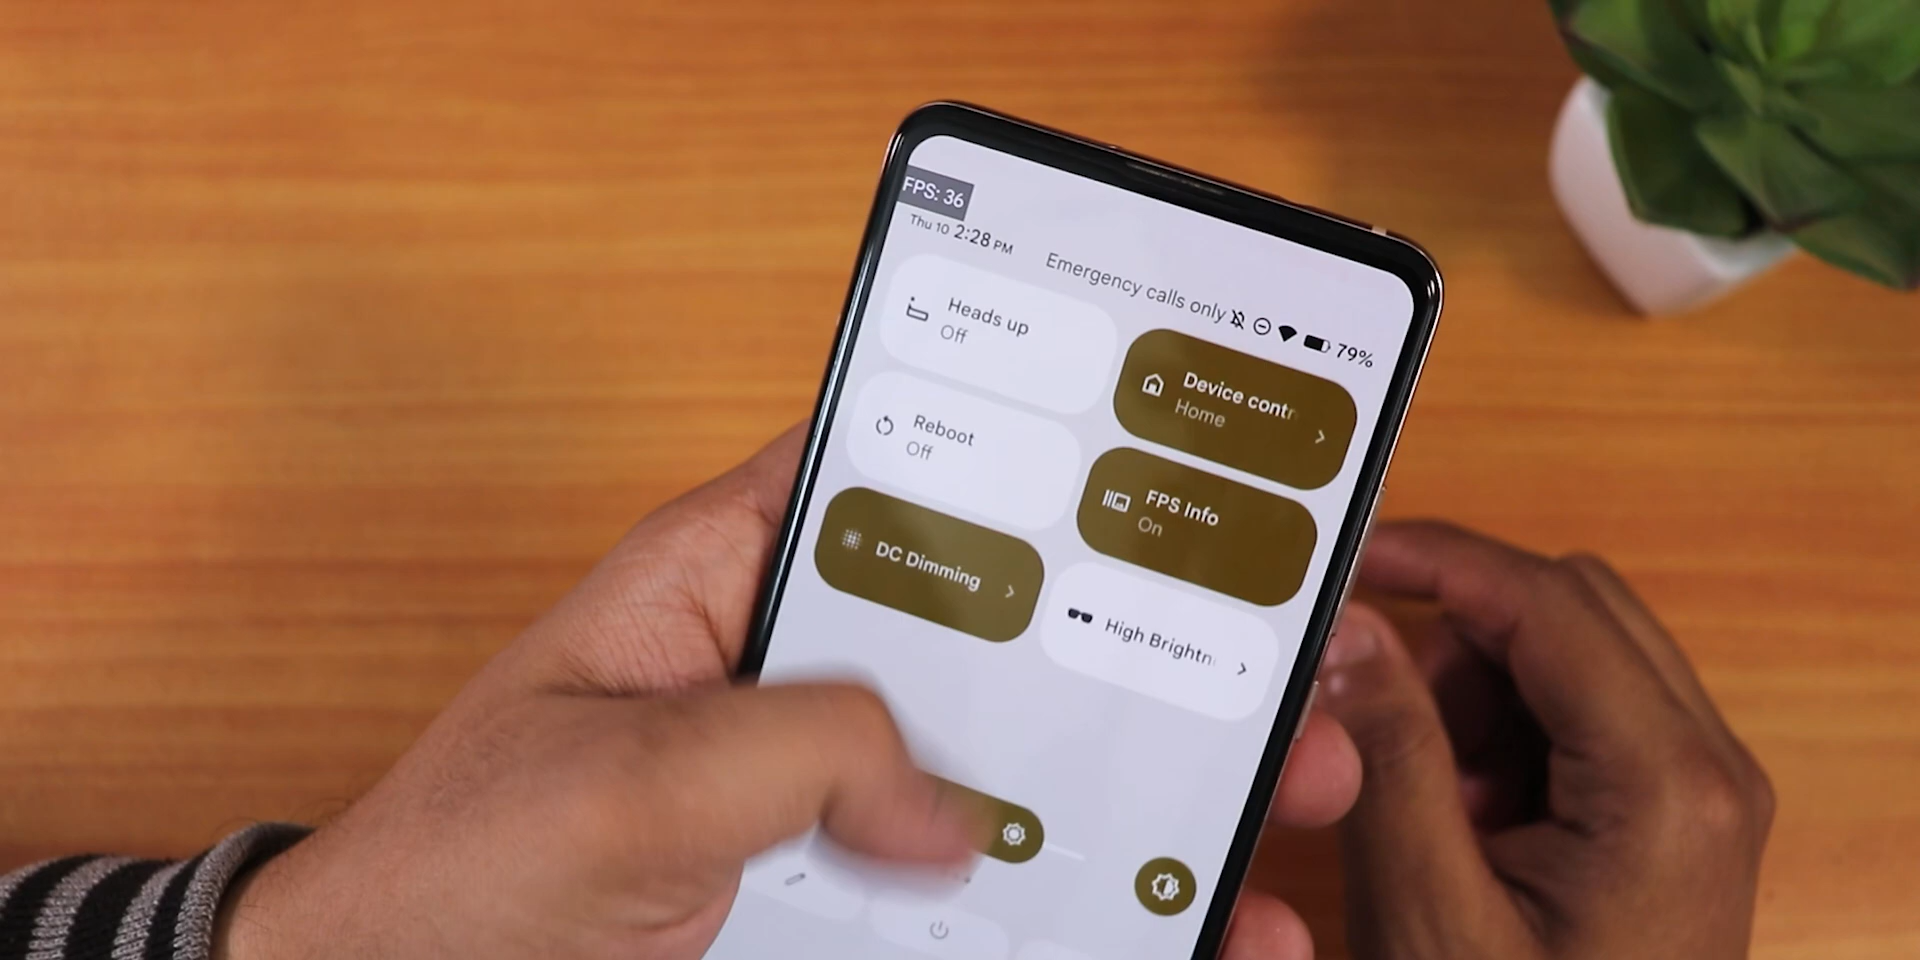 FPS: 36
Thu 10 2:28 PM
Emergency calls only
79%
Heads up
Off
Device contr
Home
Reboot
Off
FPS Info
On
DC Dimming
High Brightn